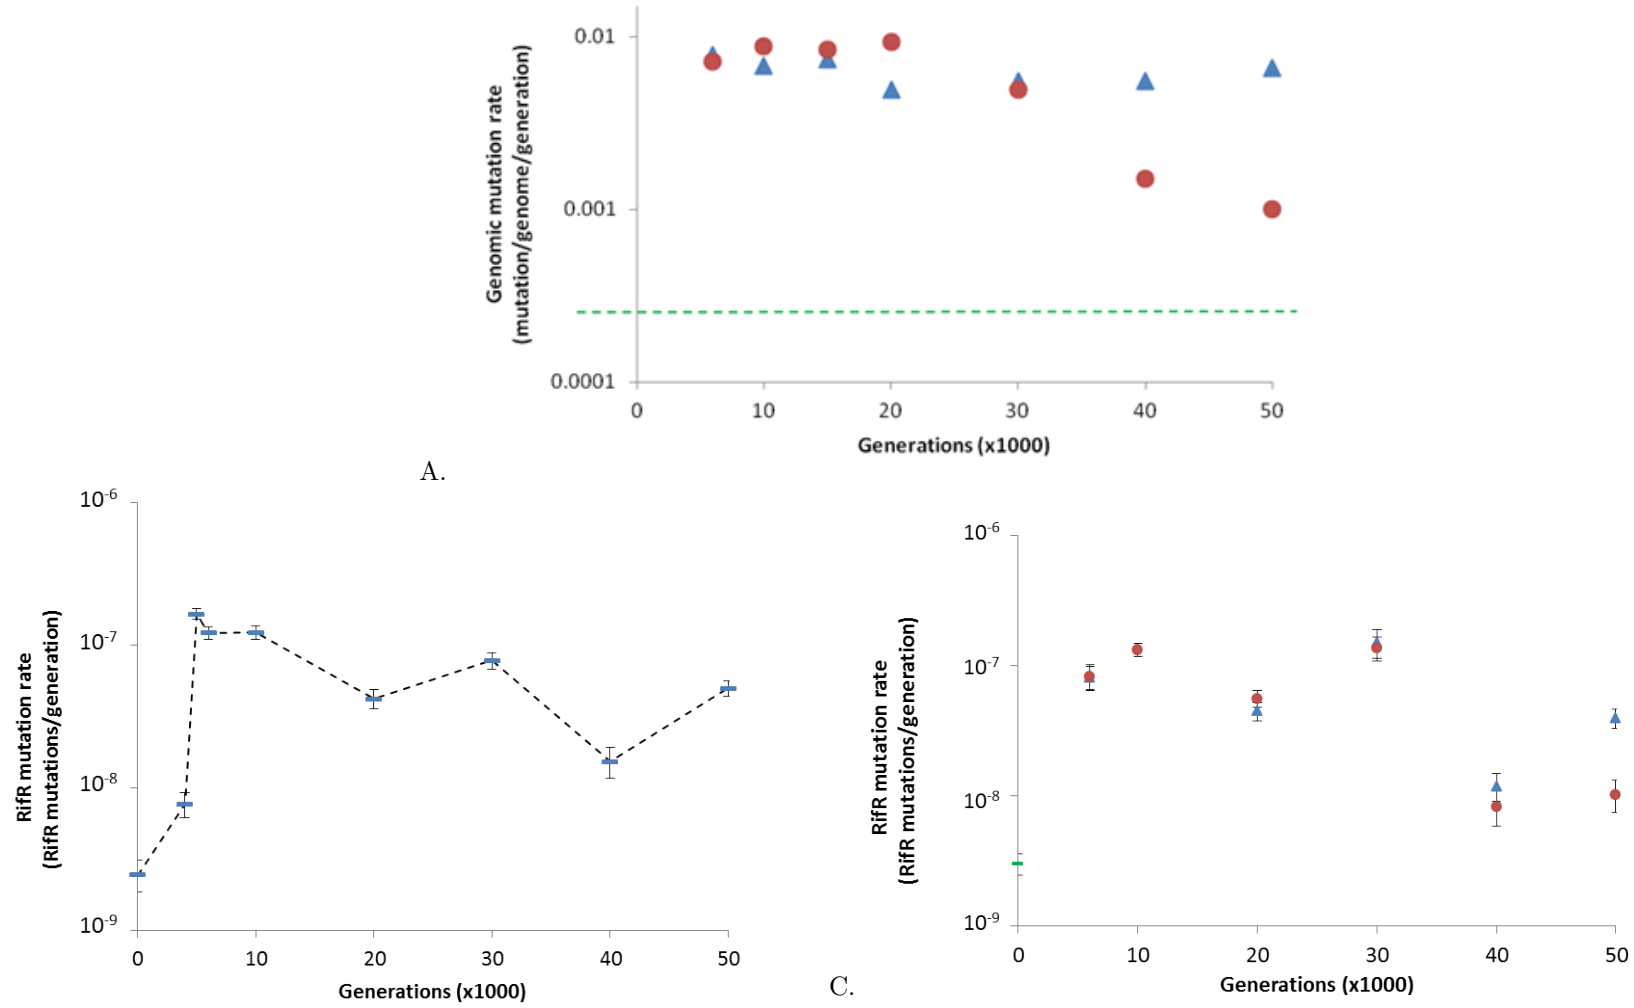 Genomic mutation rate
(mutation/genome/generation)
0.01
0.001
0.0001
0 10 20 30 40 50
Generations (x1000)
A.
RifR mutation rate
(RifR mutations/generation)
10-6
10-7
10-8
10-9
0 10 20 30 40 50
Generations (x1000)
C.
RifR mutation rate
(RifR mutations/generation)
10-6
10-7
10-8
10-9
0 10 20 30 40 50
Generations (x1000)